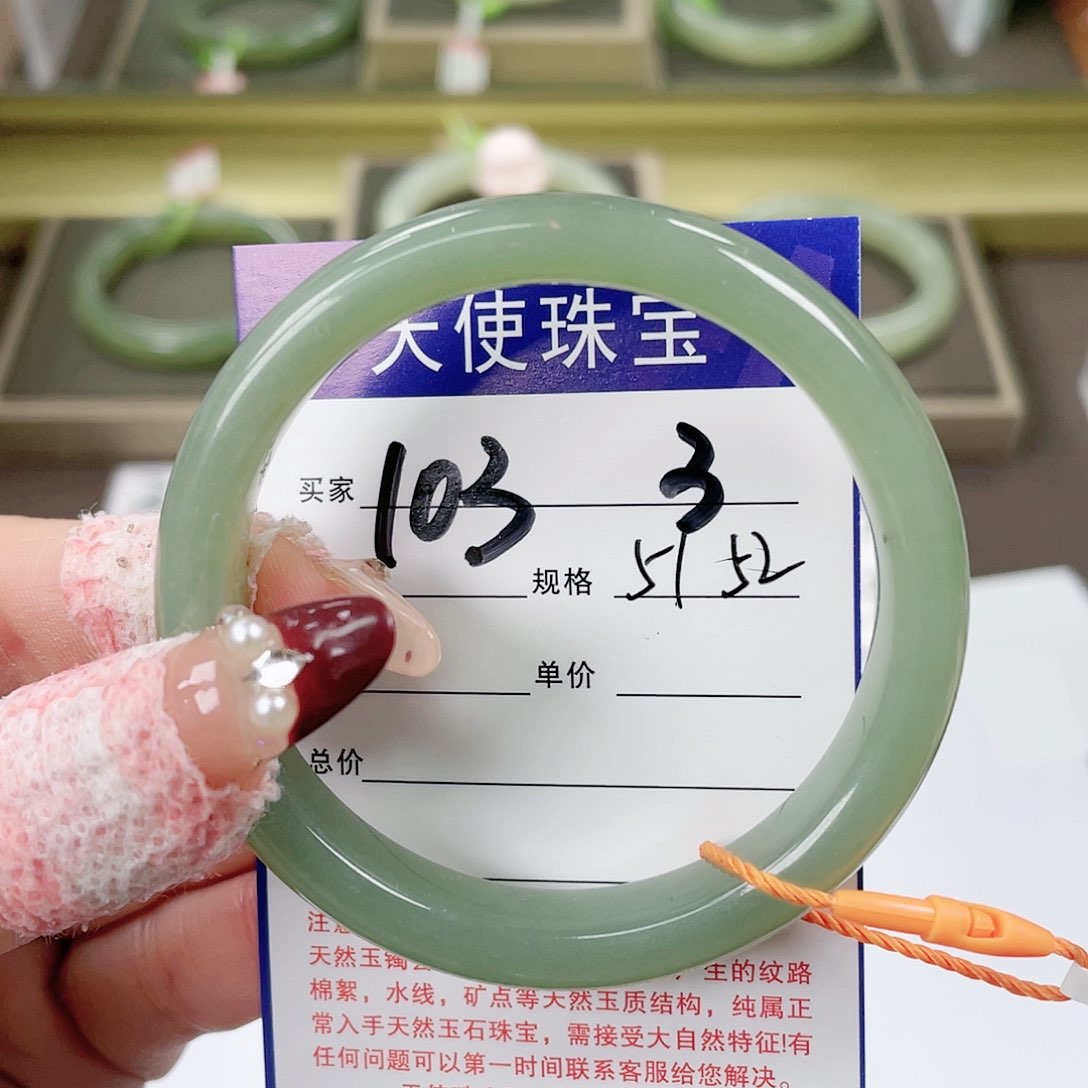 天使珠宝
买家 103 3
规格 51 52
单价
总价
注意
天然玉镯 生的纹路
棉絮，水线，矿点等天然玉质结构，纯属正
常入手天然玉石珠宝，需接受大自然特征!有
任何问题可以第一时间联系客服给您解决。